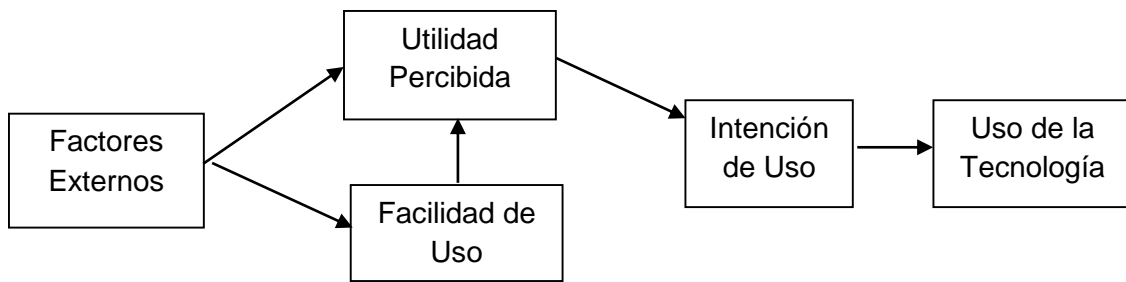 Factores
Externos
Utilidad
Percibida
Facilidad de
Uso
Intención
de Uso
Uso de la
Tecnología